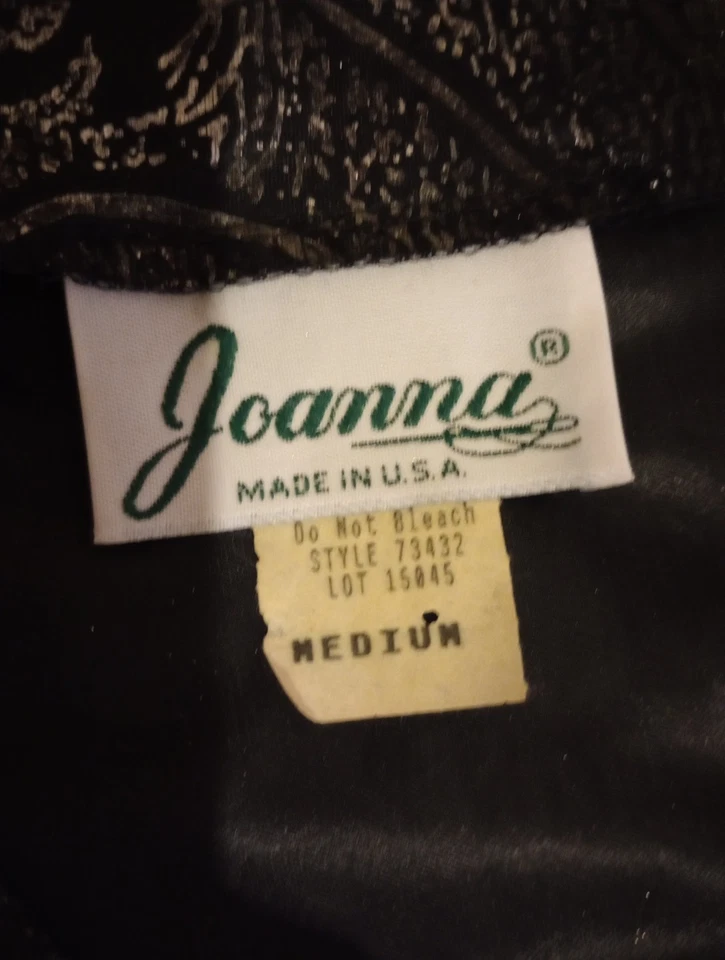 Joanna®
MADE IN U.S.A.
Do Not Bleach
STYLE 73432
LOT 15045
MEDIUM